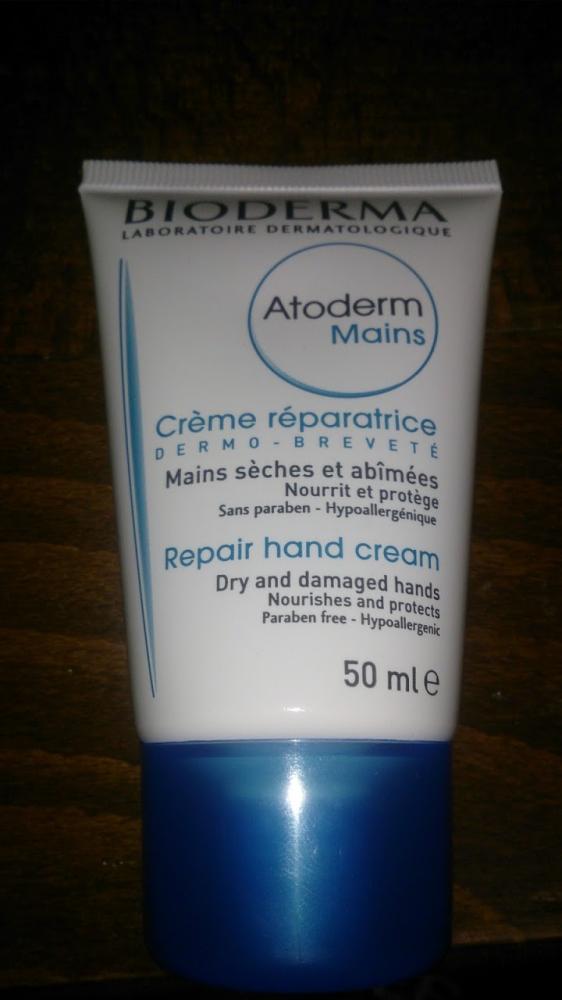 BIODERMA
LABORATOIRE DERMATOLOGIQUE
Atoderm
Mains
Crème réparatrice
DERMO-BREVETÉ
Mains sèches et abîmées
Nourrit et protège
Sans paraben - Hypoallergénique
Repair hand cream
Dry and damaged hands
Nourishes and protects
Paraben free - Hypoallergenic
50 ml ℮